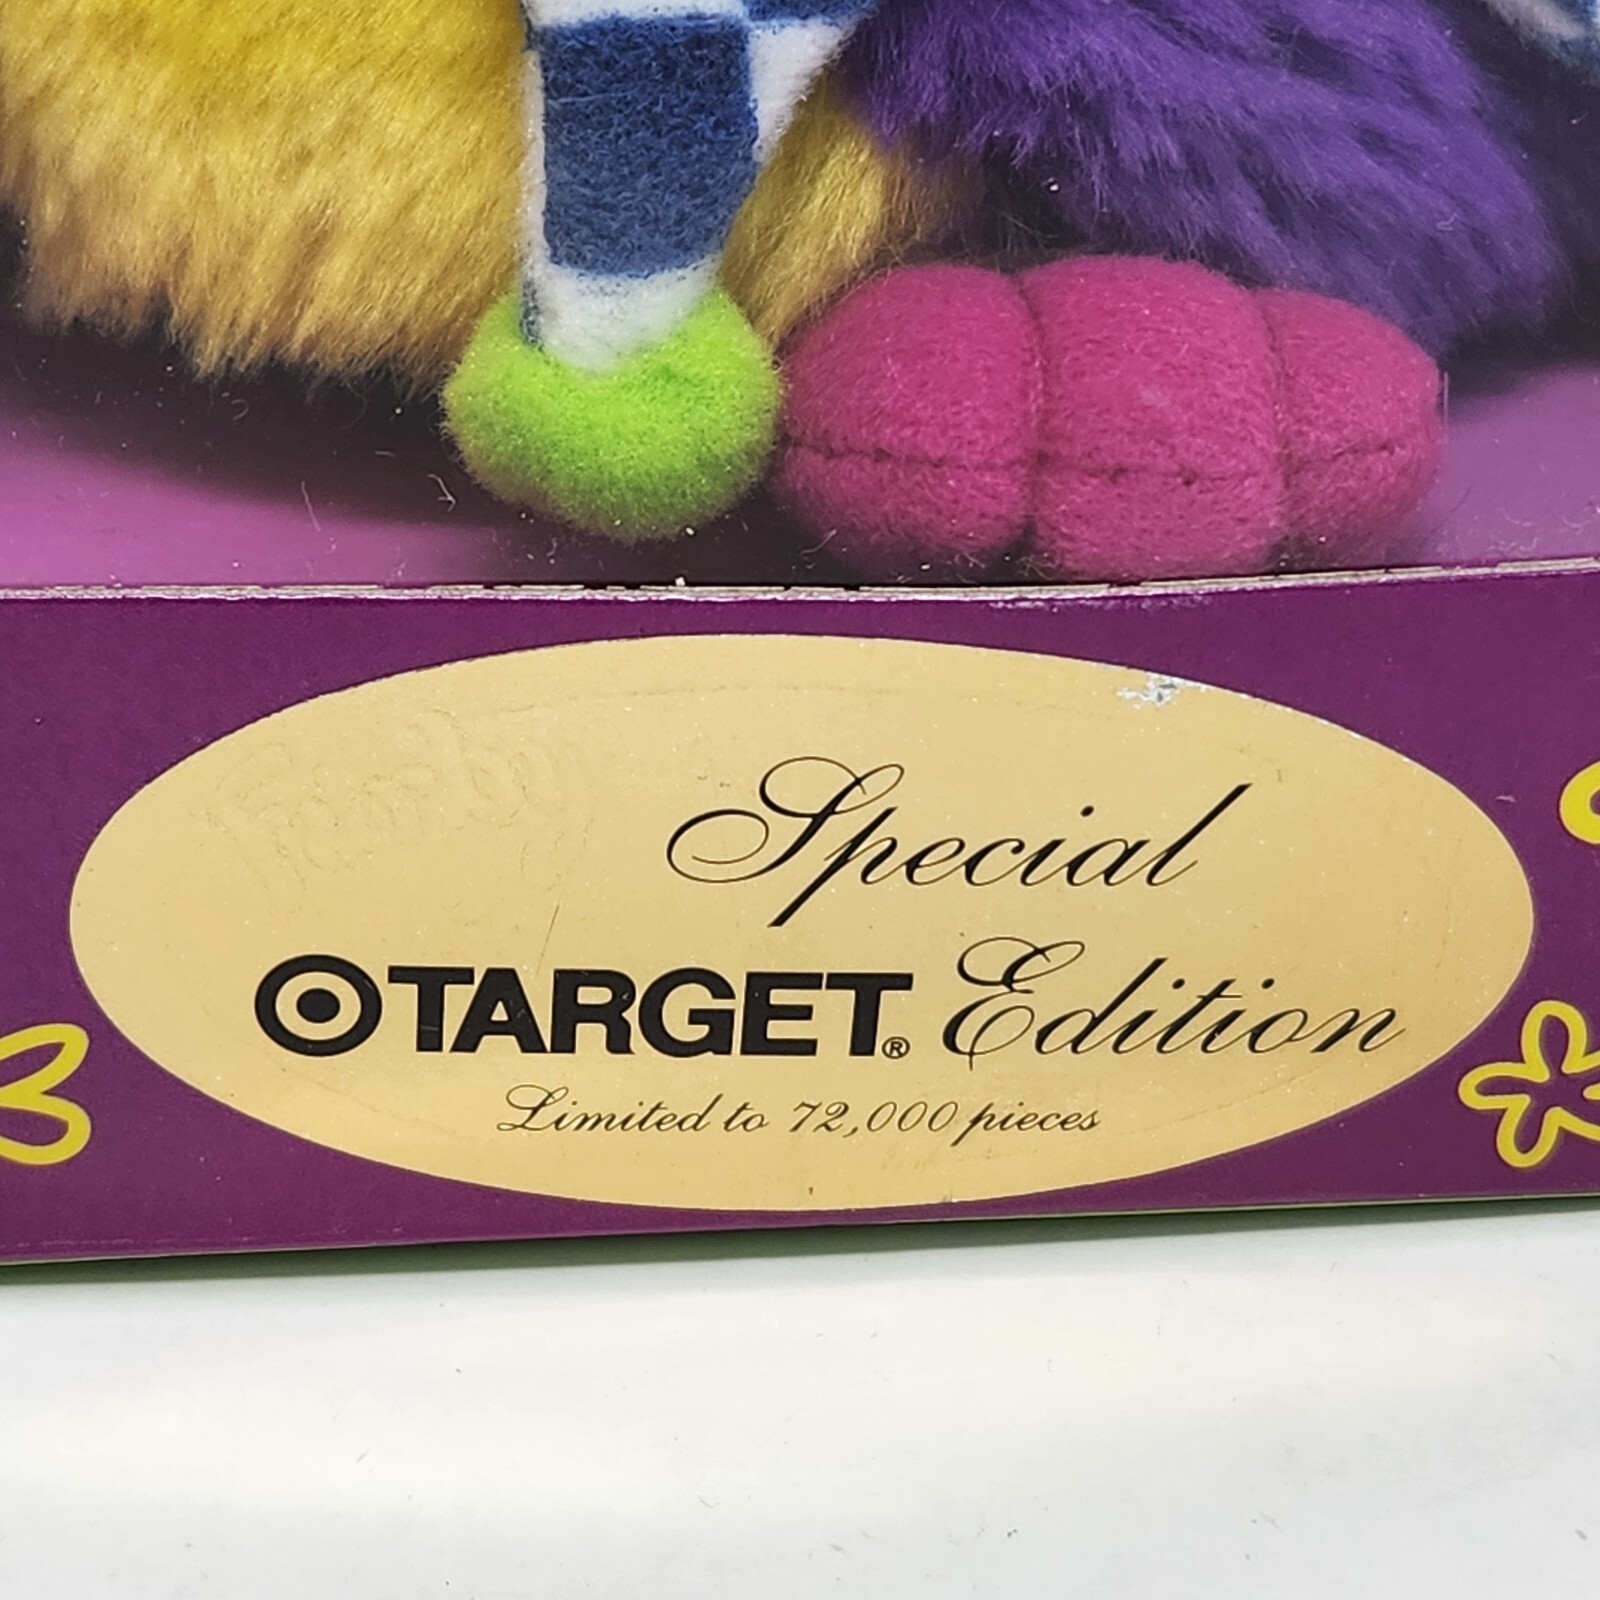 Special
TARGET® Edition
Limited to 72,000 pieces